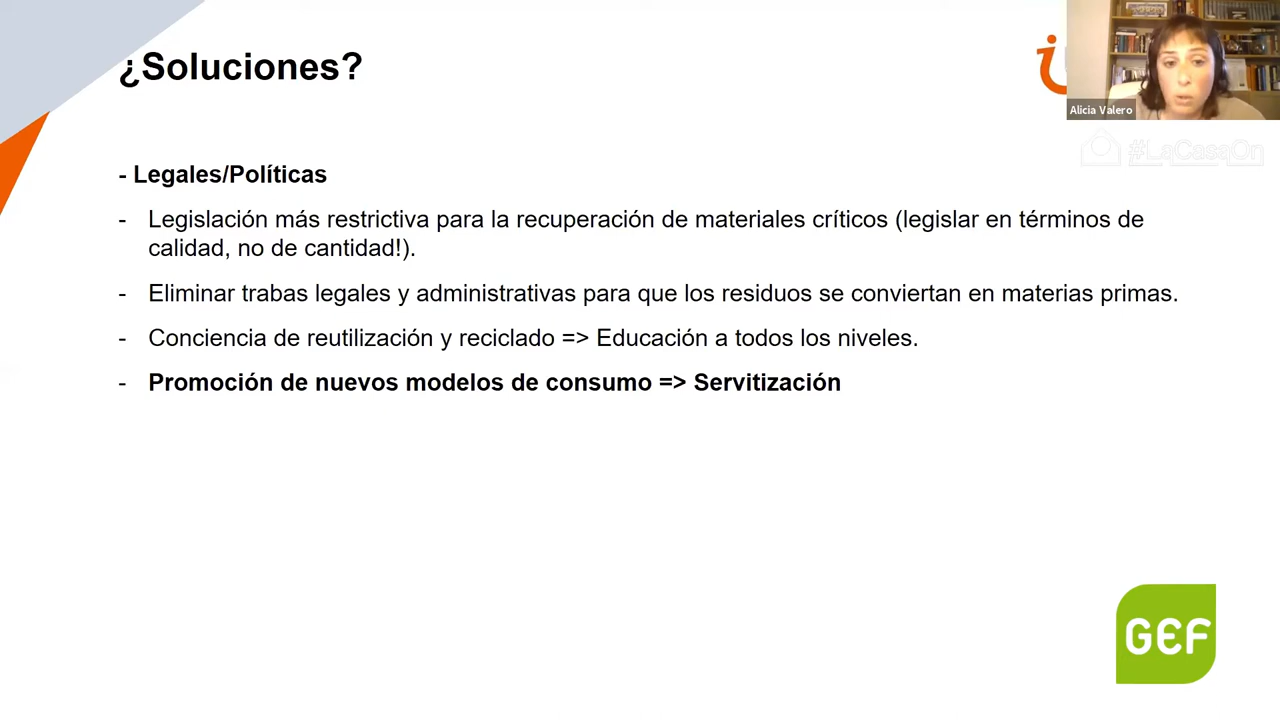 ¿Soluciones?
Alicia Valero
#LaCasaOn
- Legales/Políticas
- Legislación más restrictiva para la recuperación de materiales críticos (legislar en términos de
calidad, no de cantidad!).
- Eliminar trabas legales y administrativas para que los residuos se conviertan en materias primas.
- Conciencia de reutilización y reciclado => Educación a todos los niveles.
- Promoción de nuevos modelos de consumo => Servitización
GEF